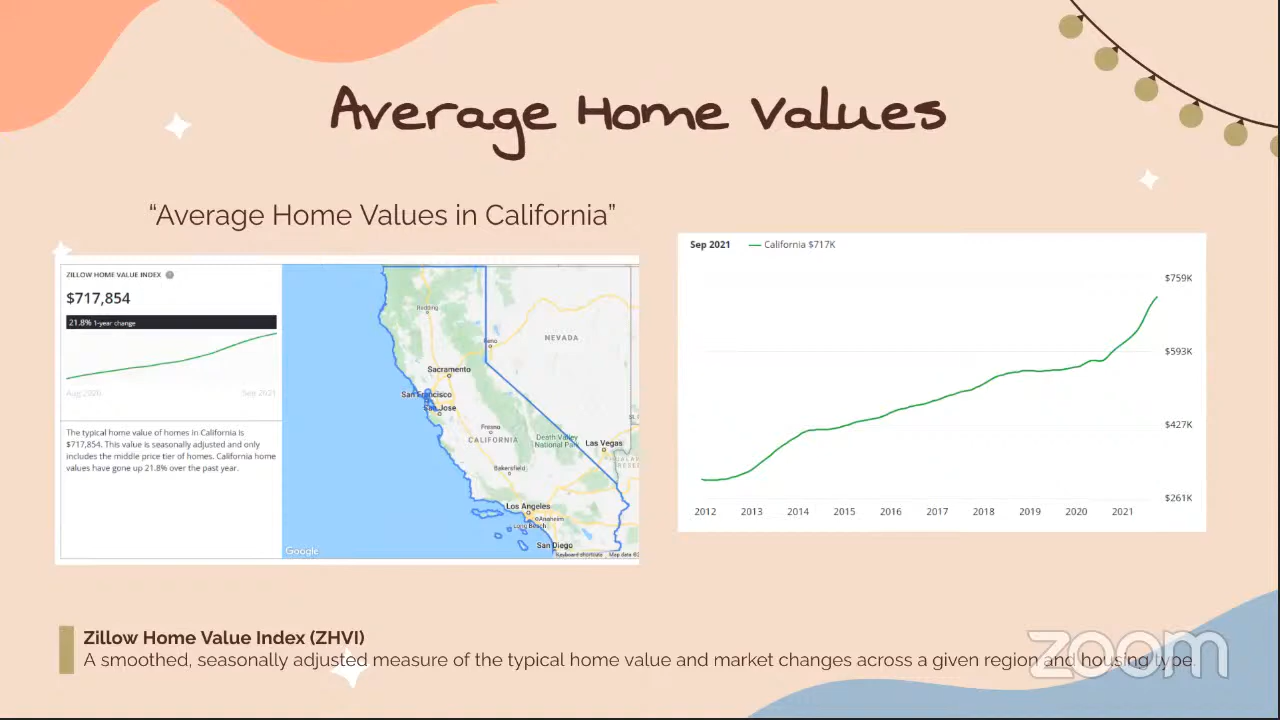 Average Home Values
“Average Home Values in California”
ZILLOW HOME VALUE INDEX
$717,854
21.8% 1-year change
Aug 2020 Sep 2021
The typical home value of homes in California is
$717,854. This value is seasonally adjusted and only
includes the middle price tier of homes. California home
values have gone up 21.8% over the past year.
Redding
Reno
NEVADA
Sacramento
San Francisco
San Jose
Fresno
CALIFORNIA
Death Valley
National Park
Las Vegas
Bakersfield
Los Angeles
Anaheim
Long Beach
San Diego
Google
Keyboard shortcuts
Map data
Sep 2021 California $717K
$759K
$593K
$427K
$261K
2012 2013 2014 2015 2016 2017 2018 2019 2020 2021
Zillow Home Value Index (ZHVI)
A smoothed, seasonally adjusted measure of the typical home value and market changes across a given region and housing type.
zoom